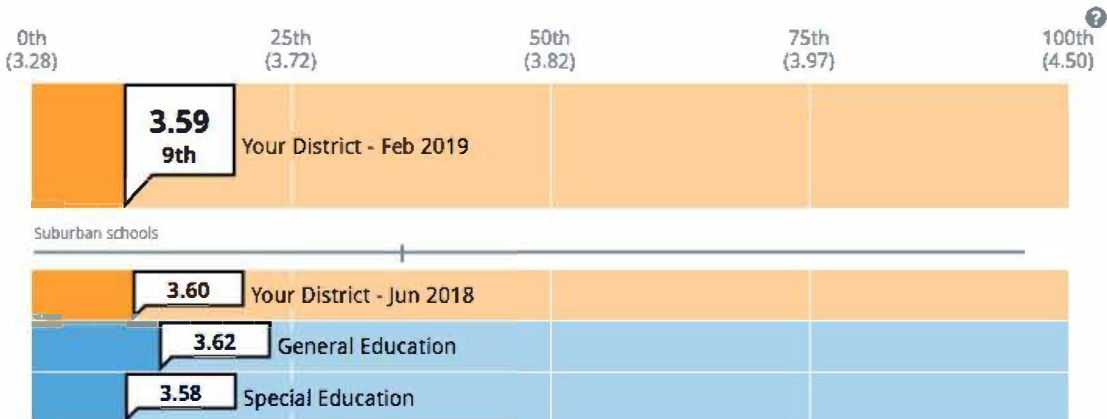 ?
0th 25th 50th 75th 100th
(3.28) (3.72) (3.82) (3.97) (4.50)
3.59
9th
Your District - Feb 2019
Suburban schools
3.60 Your District - Jun 2018
3.62 General Education
3.58 Special Education